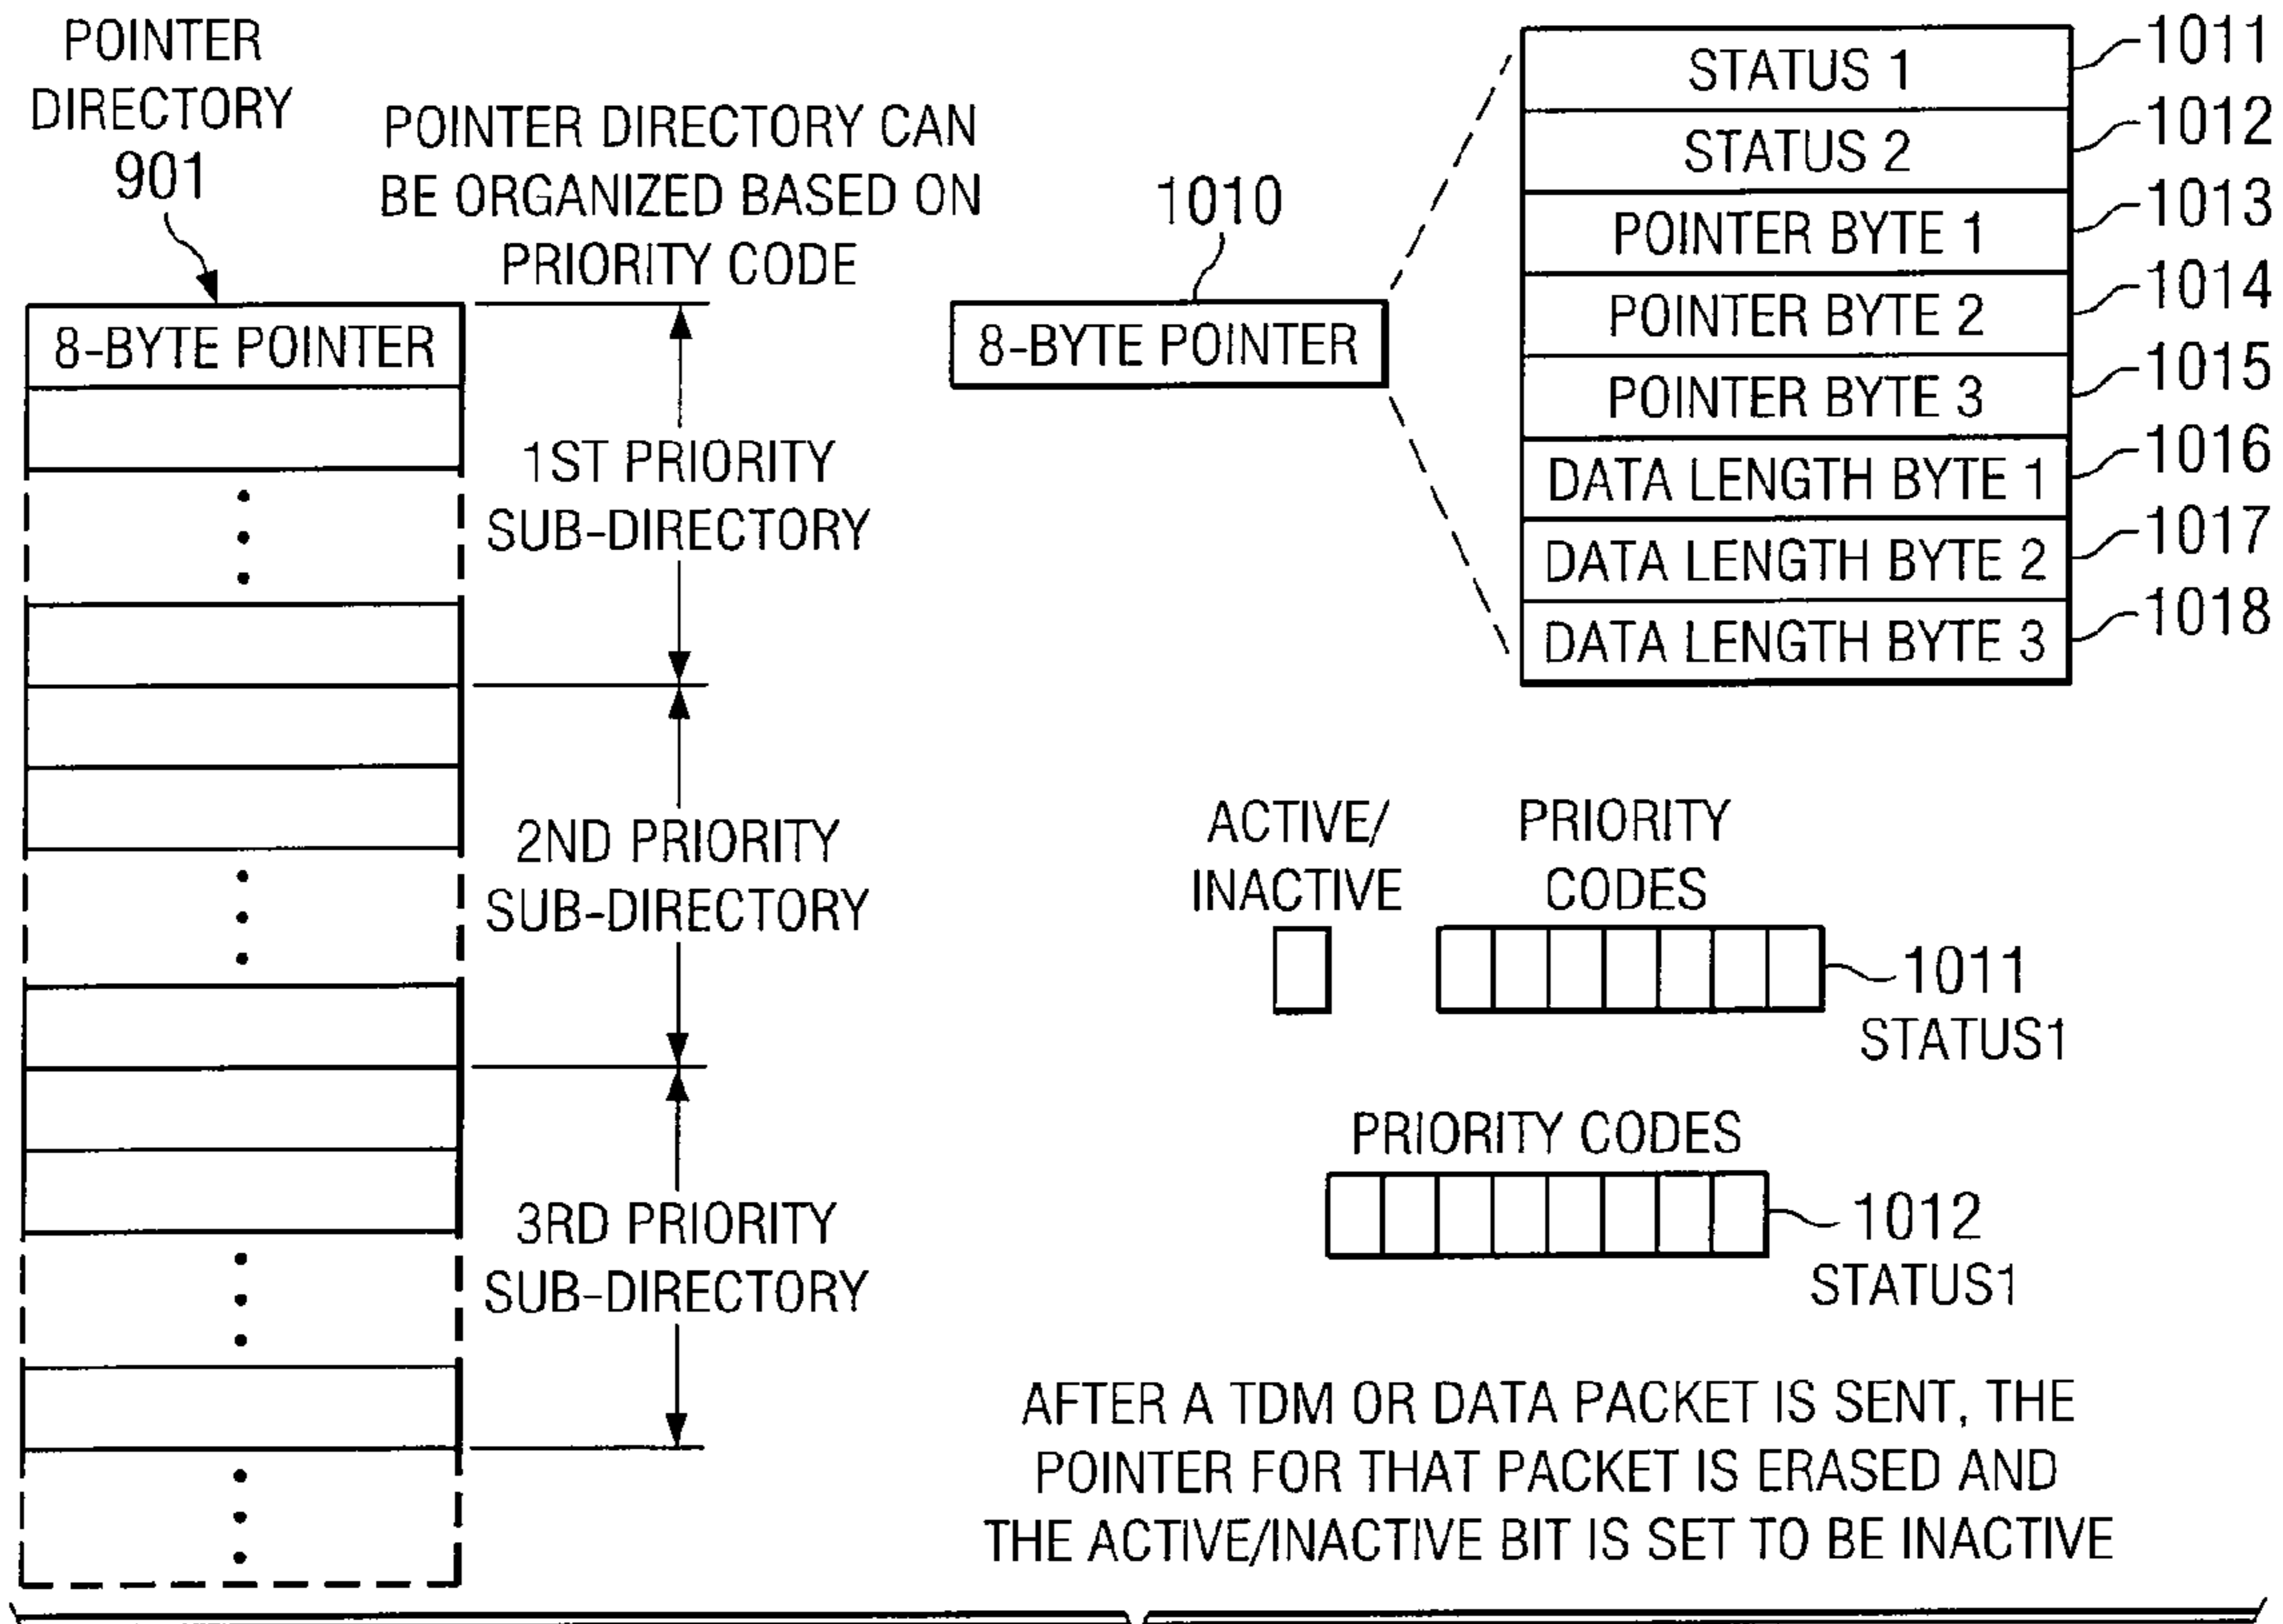 POINTER
DIRECTORY
901
POINTER DIRECTORY CAN
BE ORGANIZED BASED ON
PRIORITY CODE
8-BYTE POINTER
1ST PRIORITY
SUB-DIRECTORY
2ND PRIORITY
SUB-DIRECTORY
3RD PRIORITY
SUB-DIRECTORY
1010
8-BYTE POINTER
STATUS 1
1011
STATUS 2
1012
POINTER BYTE 1
1013
POINTER BYTE 2
1014
POINTER BYTE 3
1015
DATA LENGTH BYTE 1
1016
DATA LENGTH BYTE 2
1017
DATA LENGTH BYTE 3
1018
ACTIVE/
INACTIVE
PRIORITY
CODES
1011
STATUS1
PRIORITY CODES
1012
STATUS1
AFTER A TDM OR DATA PACKET IS SENT, THE
POINTER FOR THAT PACKET IS ERASED AND
THE ACTIVE/INACTIVE BIT IS SET TO BE INACTIVE